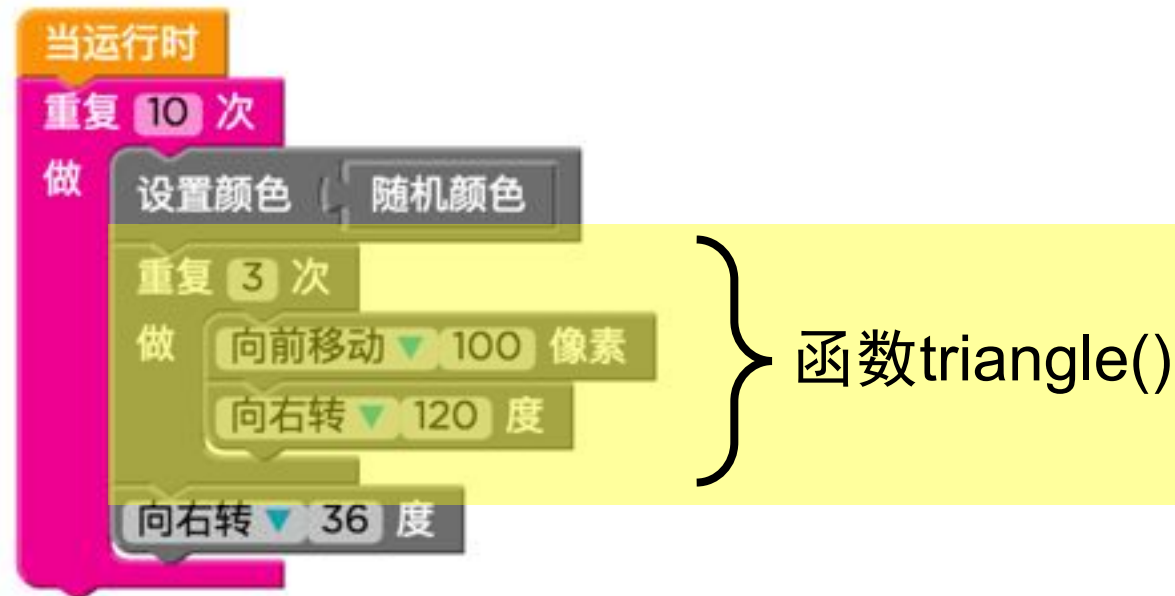 当运行时
重复 10 次
做
设置颜色 随机颜色
重复 3 次
做 向前移动 100 像素
向右转 120 度
函数triangle()
向右转 36 度